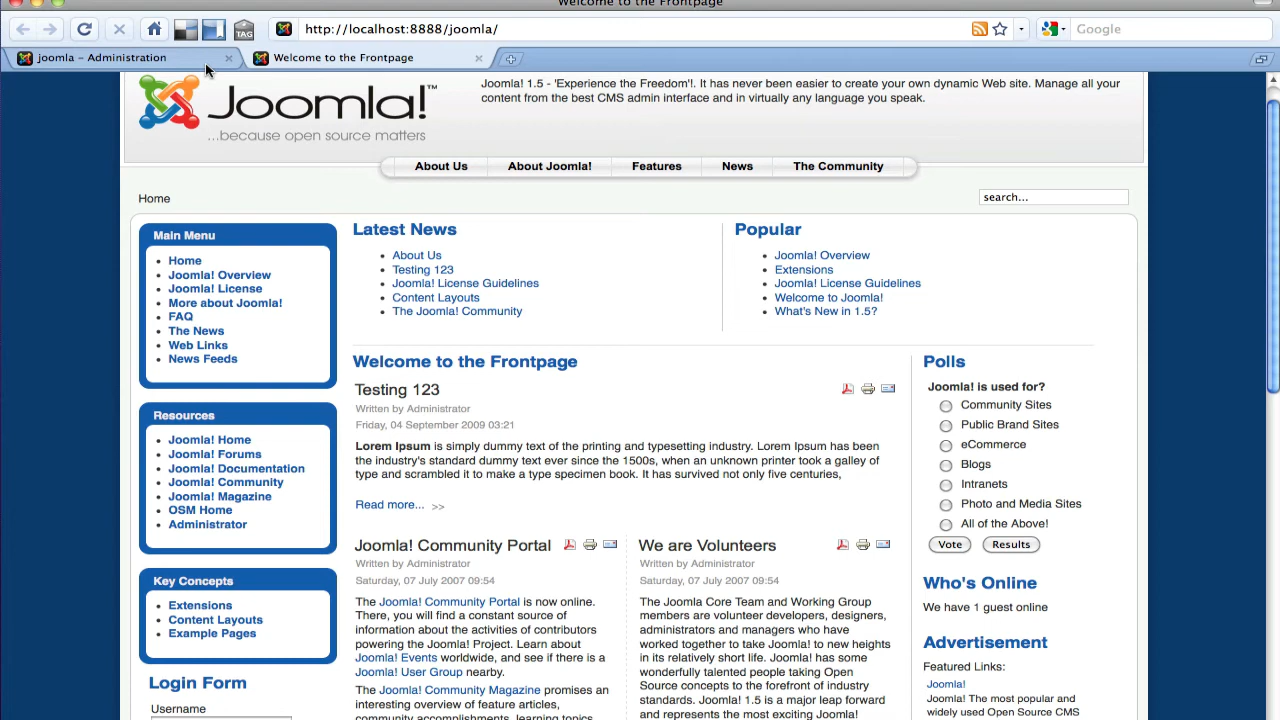 Welcome to the Frontpage
TAG
http://localhost:8888/joomla/
Google
joomla – Administration
Welcome to the Frontpage
Joomla!™
...because open source matters
Joomla! 1.5 - 'Experience the Freedom'!. It has never been easier to create your own dynamic Web site. Manage all your
content from the best CMS admin interface and in virtually any language you speak.
About Us
About Joomla!
Features
News
The Community
Home
search...
Main Menu
Home
Joomla! Overview
Joomla! License
More about Joomla!
FAQ
The News
Web Links
News Feeds
Resources
Joomla! Home
Joomla! Forums
Joomla! Documentation
Joomla! Community
Joomla! Magazine
OSM Home
Administrator
Key Concepts
Extensions
Content Layouts
Example Pages
Login Form
Username
Latest News
About Us
Testing 123
Joomla! License Guidelines
Content Layouts
The Joomla! Community
Popular
Joomla! Overview
Extensions
Joomla! License Guidelines
Welcome to Joomla!
What's New in 1.5?
Welcome to the Frontpage
Testing 123
Written by Administrator
Friday, 04 September 2009 03:21
Lorem Ipsum is simply dummy text of the printing and typesetting industry. Lorem Ipsum has been
the industry's standard dummy text ever since the 1500s, when an unknown printer took a galley of
type and scrambled it to make a type specimen book. It has survived not only five centuries,
Read more... >>
Joomla! Community Portal
Written by Administrator
Saturday, 07 July 2007 09:54
The Joomla! Community Portal is now online.
There, you will find a constant source of
information about the activities of contributors
powering the Joomla! Project. Learn about
Joomla! Events worldwide, and see if there is a
Joomla! User Group nearby.
The Joomla! Community Magazine promises an
interesting overview of feature articles,
community accomplishments, learning topics,
We are Volunteers
Written by Administrator
Saturday, 07 July 2007 09:54
The Joomla Core Team and Working Group
members are volunteer developers, designers,
administrators and managers who have
worked together to take Joomla! to new heights
in its relatively short life. Joomla! has some
wonderfully talented people taking Open
Source concepts to the forefront of industry
standards. Joomla! 1.5 is a major leap forward
and represents the most exciting Joomla!
Polls
Joomla! is used for?
Community Sites
Public Brand Sites
eCommerce
Blogs
Intranets
Photo and Media Sites
All of the Above!
Vote
Results
Who's Online
We have 1 guest online
Advertisement
Featured Links:
Joomla!
Joomla! The most popular and
widely used Open Source CMS